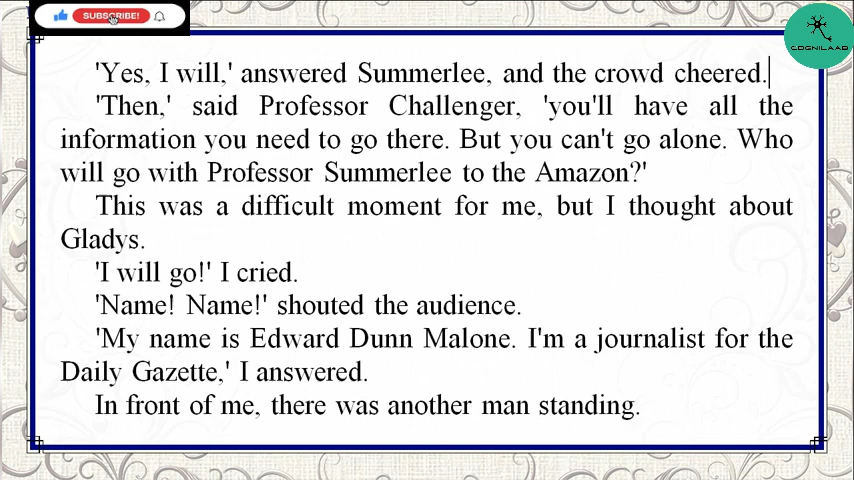 SUBSCRIBE!
COGNILAAB
'Yes, I will,' answered Summerlee, and the crowd cheered.
'Then,' said Professor Challenger, 'you'll have all the
information you need to go there. But you can't go alone. Who
will go with Professor Summerlee to the Amazon?'
This was a difficult moment for me, but I thought about
Gladys.
'I will go!' I cried.
'Name! Name!' shouted the audience.
'My name is Edward Dunn Malone. I'm a journalist for the
Daily Gazette,' I answered.
In front of me, there was another man standing.